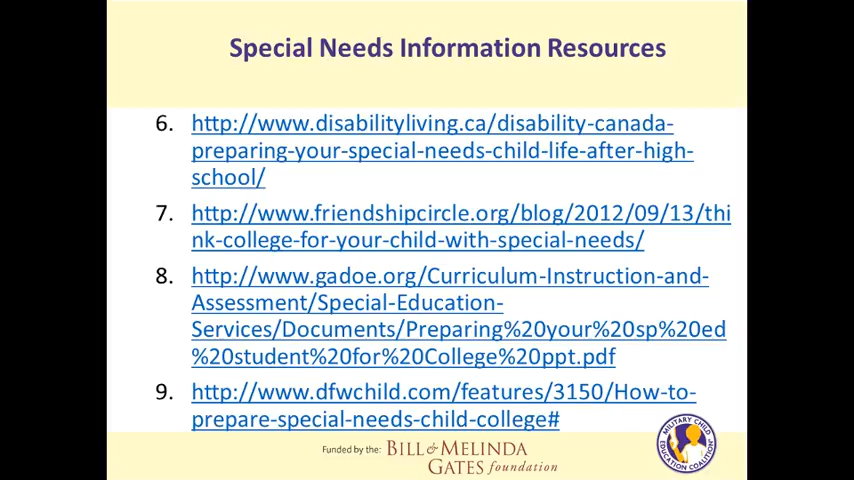 Special Needs Information Resources
6. http://www.disabilityliving.ca/disability-canada-
preparing-your-special-needs-child-life-after-high-
school/
7. http://www.friendshipcircle.org/blog/2012/09/13/thi
nk-college-for-your-child-with-special-needs/
8. http://www.gadoe.org/Curriculum-Instruction-and-
Assessment/Special-Education-
Services/Documents/Preparing%20your%20sp%20ed
%20student%20for%20College%20ppt.pdf
9. http://www.dfwchild.com/features/3150/How-to-
prepare-special-needs-child-college#
Funded by the: BILL & MELINDA
GATES foundation
MILITARY CHILD
EDUCATION COALITION